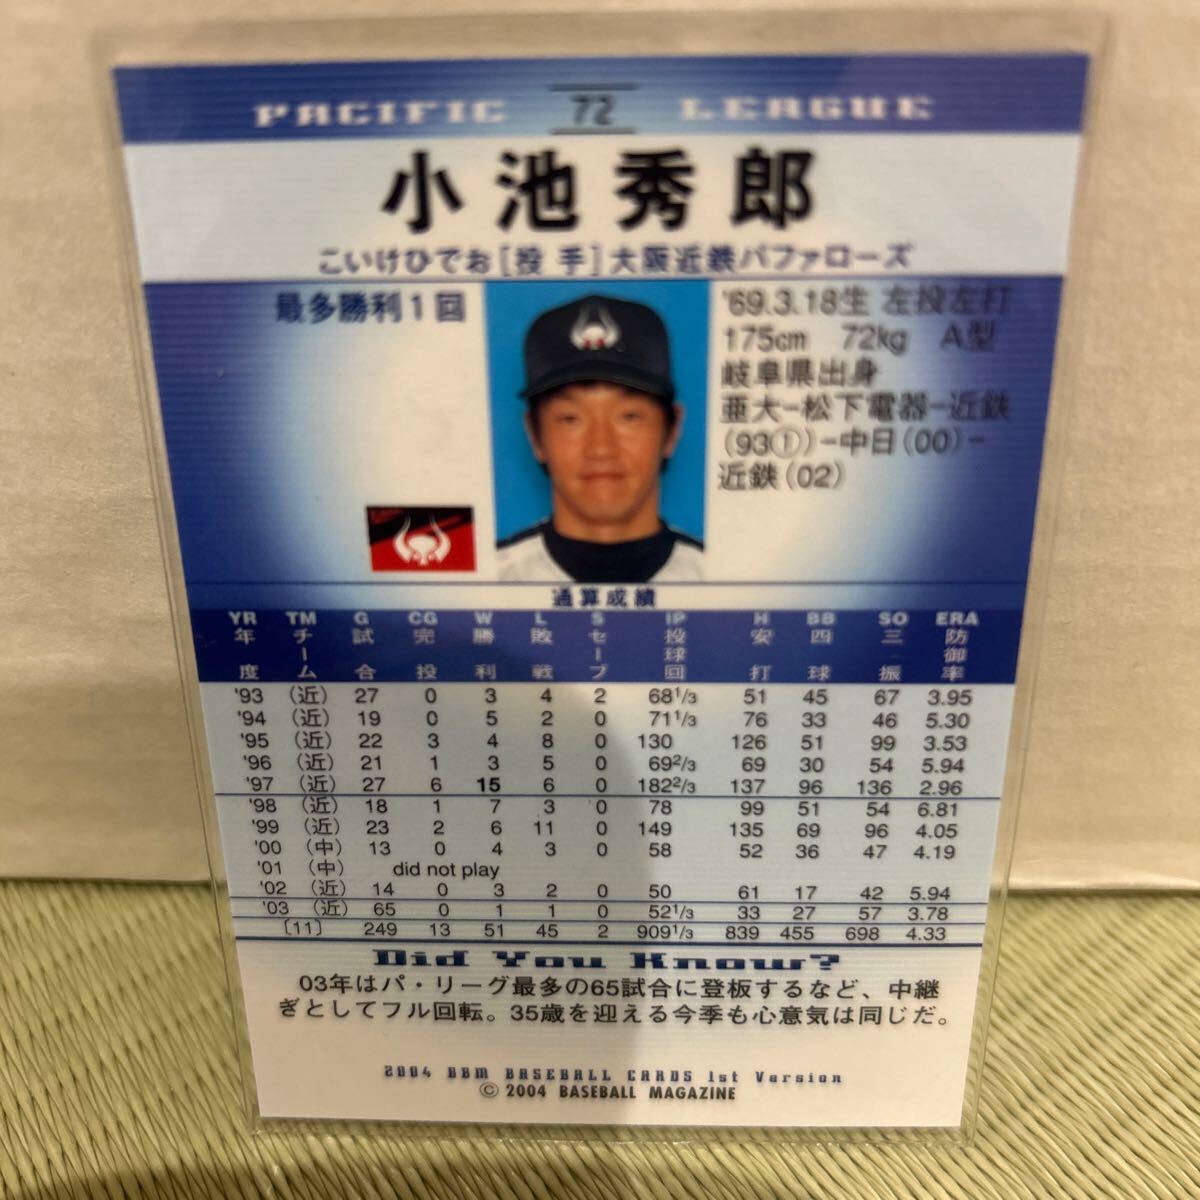 PACIFIC 72 LEAGUE
小池秀郎
こいけひでお[投手]大阪近鉄バファローズ
最多勝利1回
'69.3.18生 左投左打
175cm 72kg A型
岐阜県出身
亜大−松下電器−近鉄
(93①)−中日(00)−
近鉄(02)
通算成績
YR TM G CG W L S IP H BB SO ERA
年度 チーム 試合 完投 勝利 敗戦 セーブ 投球回 安打 四球 三振 防御率
'93 (近) 27 0 3 4 2 68 1/3 51 45 67 3.95
'94 (近) 19 0 5 2 0 71 1/3 76 33 46 5.30
'95 (近) 22 3 4 8 0 130 126 51 99 3.53
'96 (近) 21 1 3 5 0 69 2/3 69 30 54 5.94
'97 (近) 27 6 15 6 0 182 2/3 137 96 136 2.96
'98 (近) 18 1 7 3 0 78 99 51 54 6.81
'99 (近) 23 2 6 11 0 149 135 69 96 4.05
'00 (中) 13 0 4 3 0 58 52 36 47 4.19
'01 (中) did not play
'02 (近) 14 0 3 2 0 50 61 17 42 5.94
'03 (近) 65 0 1 1 0 52 1/3 33 27 57 3.78
[11] 249 13 51 45 2 909 1/3 839 455 698 4.33
Did You Know?
03年はパ・リーグ最多の65試合に登板するなど、中継
ぎとしてフル回転。35歳を迎える今季も心意気は同じだ。
2004 BBM BASEBALL CARDS 1st Version
© 2004 BASEBALL MAGAZINE